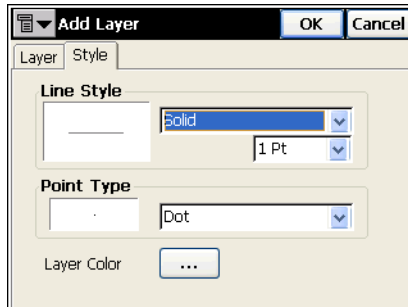 Add Layer OK Cancel
Layer Style
Line Style
Solid
1 Pt
Point Type
Dot
Layer Color ...